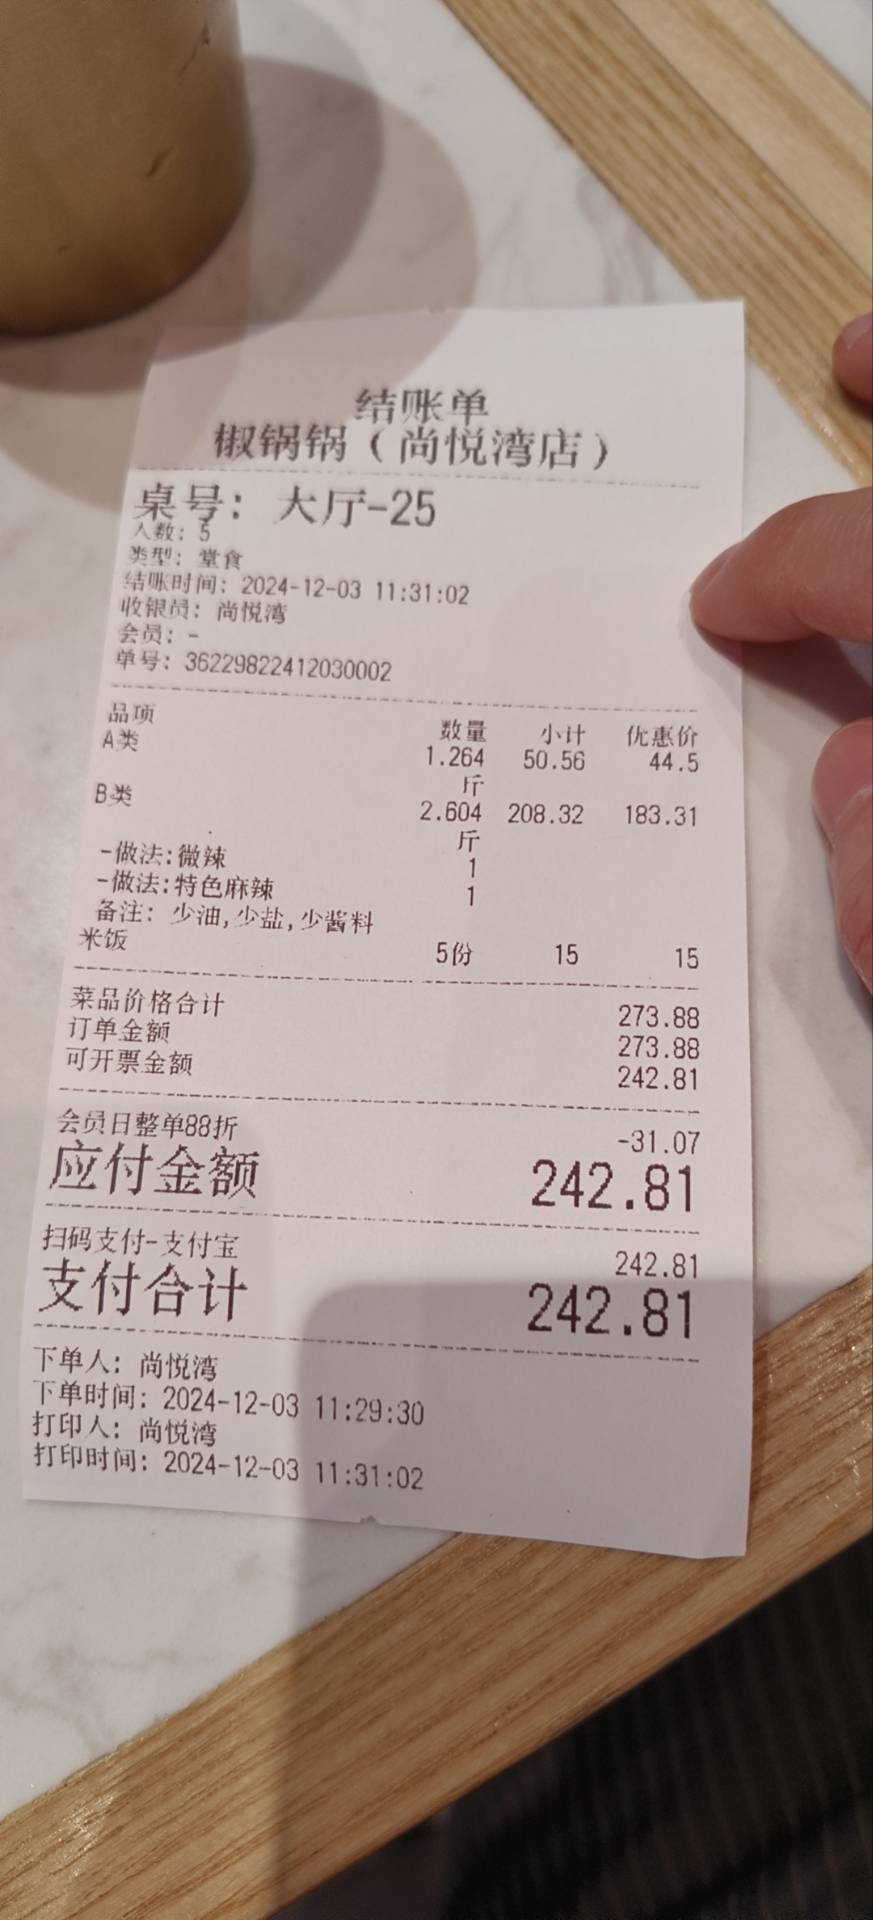 结账单
椒锅锅（尚悦湾店）
桌号： 大厅-25
人数：5
类型：堂食
结账时间：2024-12-03 11:31:02
收银员：尚悦湾
会员：-
单号：36229822412030002
品项 数量 小计 优惠价
A类 1.264 50.56 44.5
斤
B类 2.604 208.32 183.31
斤
-做法:微辣 1
-做法:特色麻辣 1
备注：少油,少盐,少酱料
米饭 5份 15 15
菜品价格合计 273.88
订单金额 273.88
可开票金额 242.81
会员日整单88折 -31.07
应付金额 242.81
扫码支付-支付宝 242.81
支付合计 242.81
下单人：尚悦湾
下单时间：2024-12-03 11:29:30
打印人：尚悦湾
打印时间：2024-12-03 11:31:02